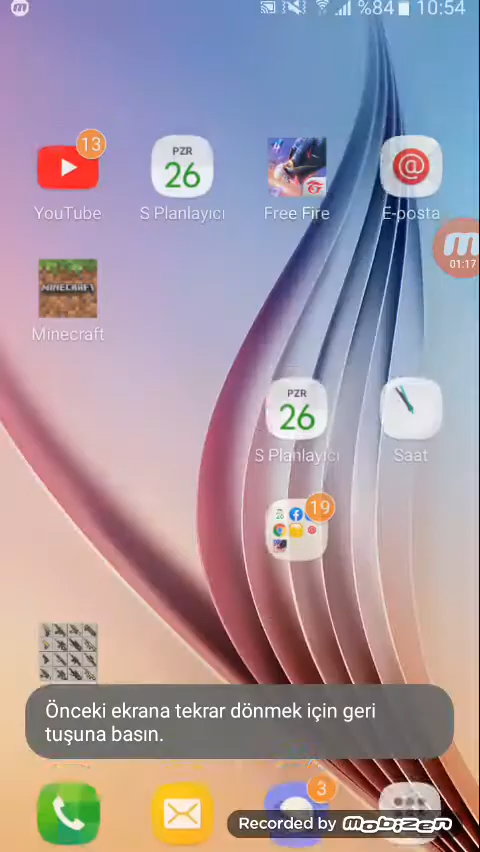 %84 10:54
13
PZR
26
YouTube
S Planlayıcı
Free Fire
E-posta
01:17
MINECRAFT
Minecraft
PZR
26
S Planlayıcı
Saat
19
Önceki ekrana tekrar dönmek için geri
tuşuna basın.
3
Recorded by mobizen